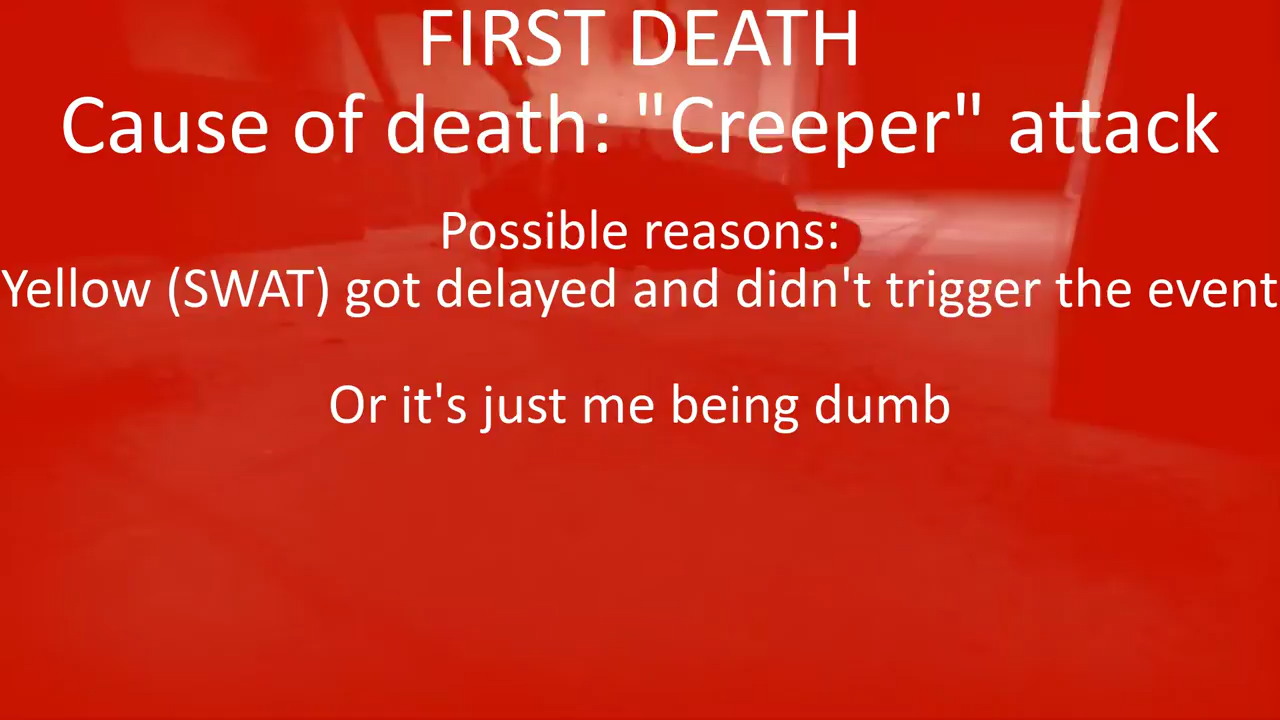 FIRST DEATH
Cause of death: "Creeper" attack
Possible reasons:
Yellow (SWAT) got delayed and didn't trigger the event
Or it's just me being dumb